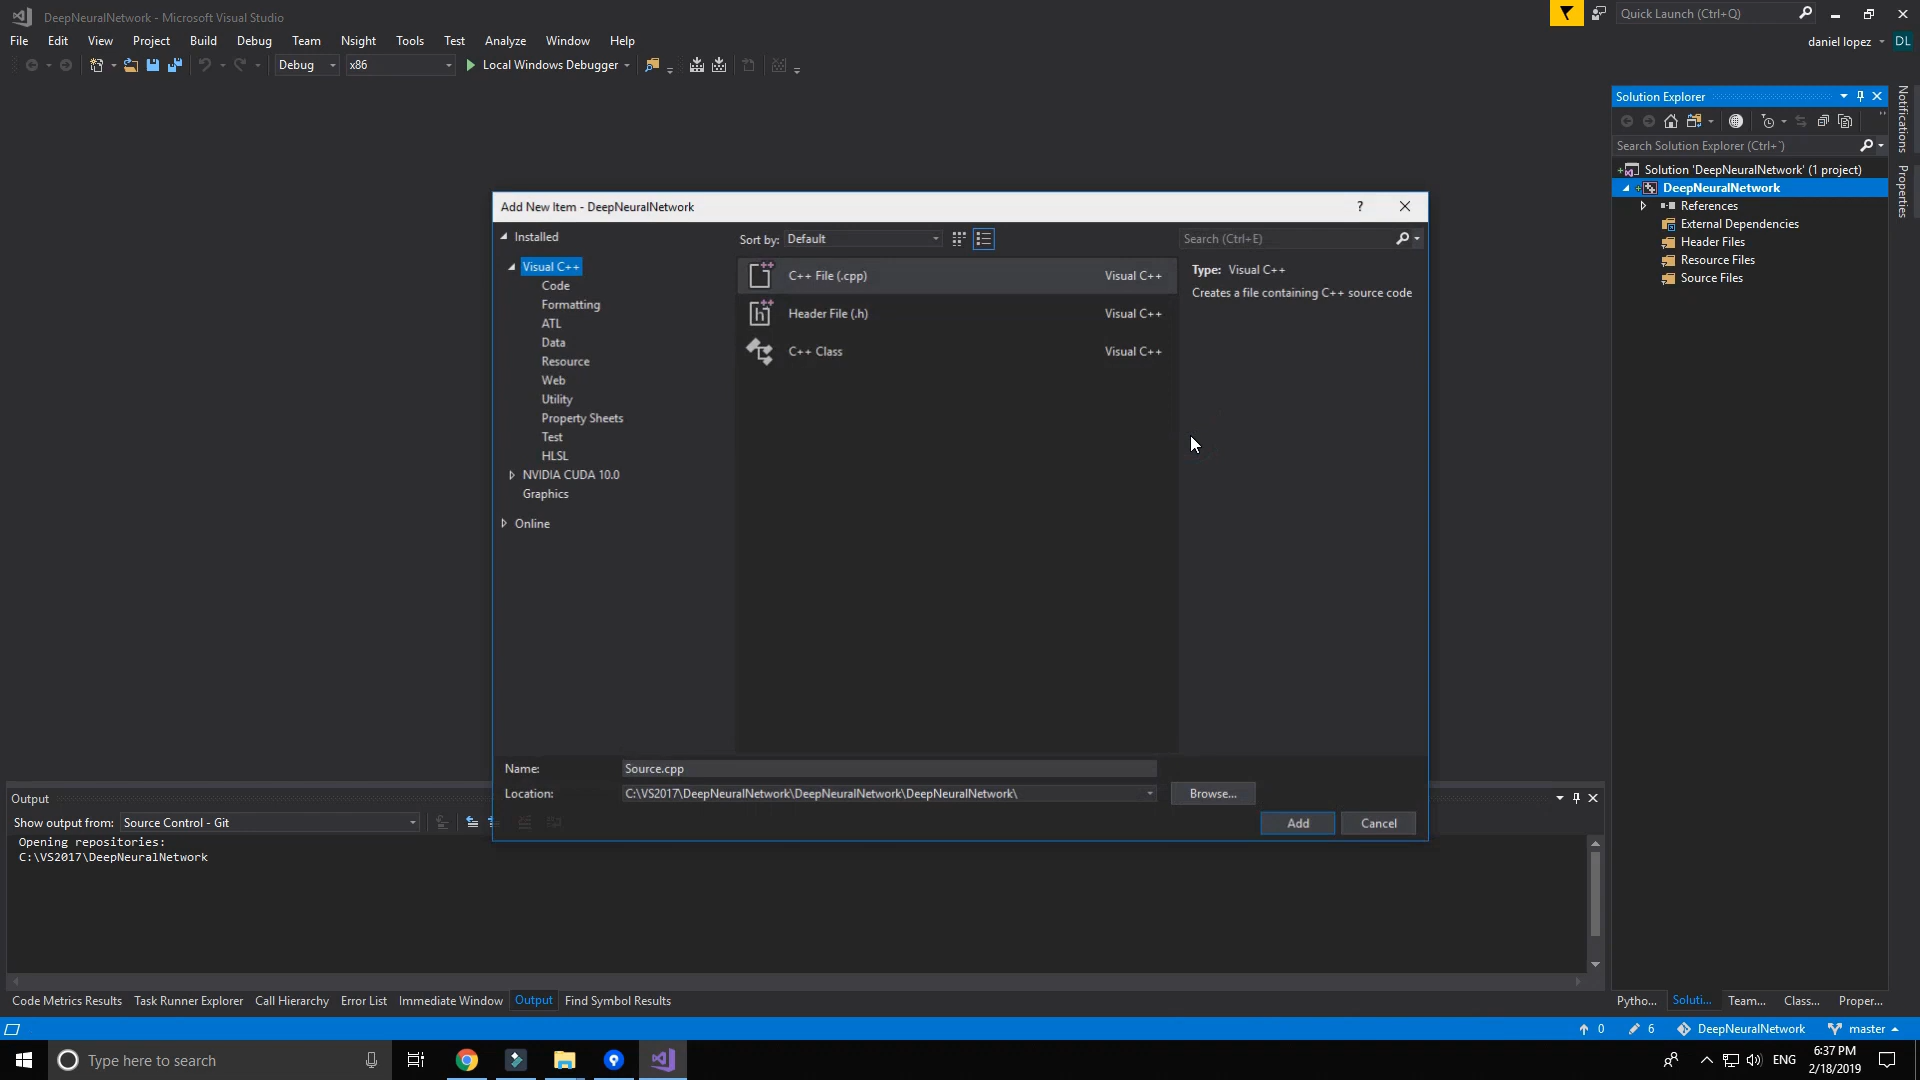 DeepNeuralNetwork - Microsoft Visual Studio
Quick Launch (Ctrl+Q)
File Edit View Project Build Debug Team Nsight Tools Test Analyze Window Help
daniel lopez DL
Debug x86 Local Windows Debugger
Solution Explorer
Search Solution Explorer (Ctrl+`)
Solution 'DeepNeuralNetwork' (1 project)
DeepNeuralNetwork
References
External Dependencies
Header Files
Resource Files
Source Files
Notifications
Properties
Add New Item - DeepNeuralNetwork ?
Installed
Sort by: Default
Search (Ctrl+E)
Visual C++
Code
Formatting
ATL
Data
Resource
Web
Utility
Property Sheets
Test
HLSL
NVIDIA CUDA 10.0
Graphics
Online
C++ File (.cpp) Visual C++
Header File (.h) Visual C++
C++ Class Visual C++
Type: Visual C++
Creates a file containing C++ source code
Name: Source.cpp
Location: C:\VS2017\DeepNeuralNetwork\DeepNeuralNetwork\DeepNeuralNetwork\
Browse...
Add Cancel
Output
Show output from: Source Control - Git
Opening repositories:
C:\VS2017\DeepNeuralNetwork
Code Metrics Results Task Runner Explorer Call Hierarchy Error List Immediate Window Output Find Symbol Results
Pytho... Soluti... Team... Class... Proper...
0 6 DeepNeuralNetwork master
Type here to search
ENG
6:37 PM
2/18/2019